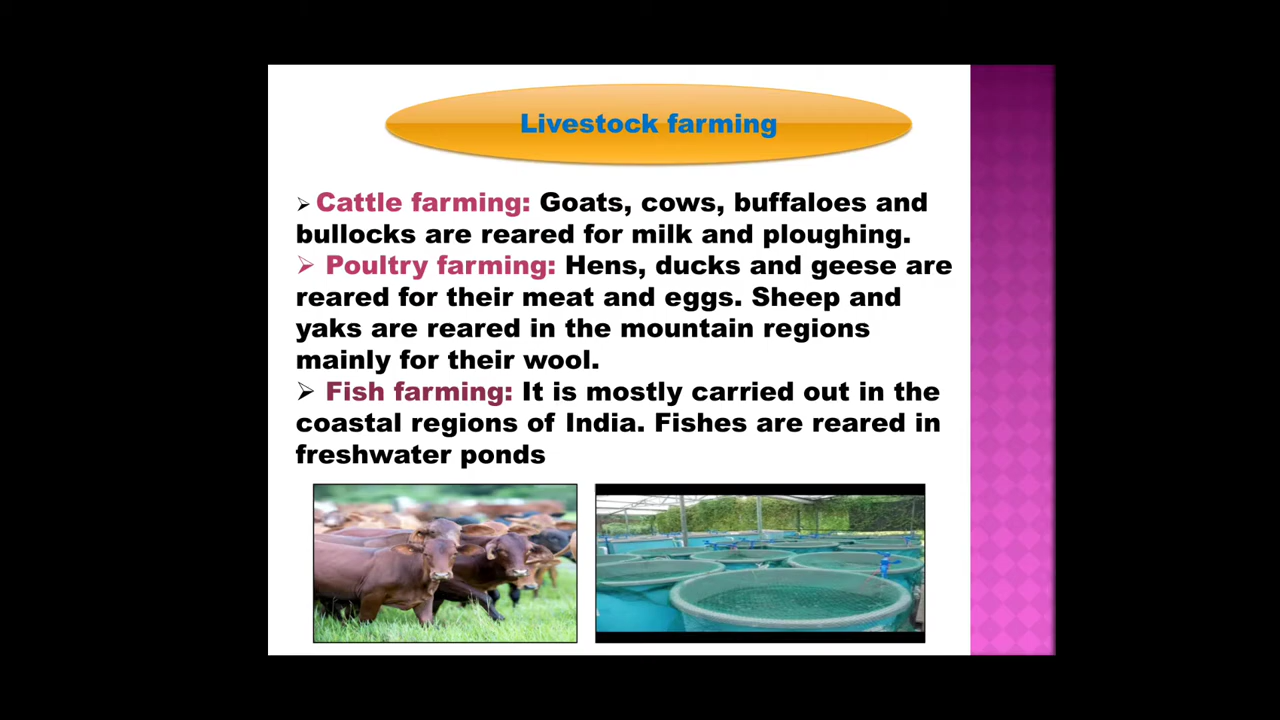 Livestock farming
➢ Cattle farming: Goats, cows, buffaloes and
bullocks are reared for milk and ploughing.
➢ Poultry farming: Hens, ducks and geese are
reared for their meat and eggs. Sheep and
yaks are reared in the mountain regions
mainly for their wool.
➢ Fish farming: It is mostly carried out in the
coastal regions of India. Fishes are reared in
freshwater ponds